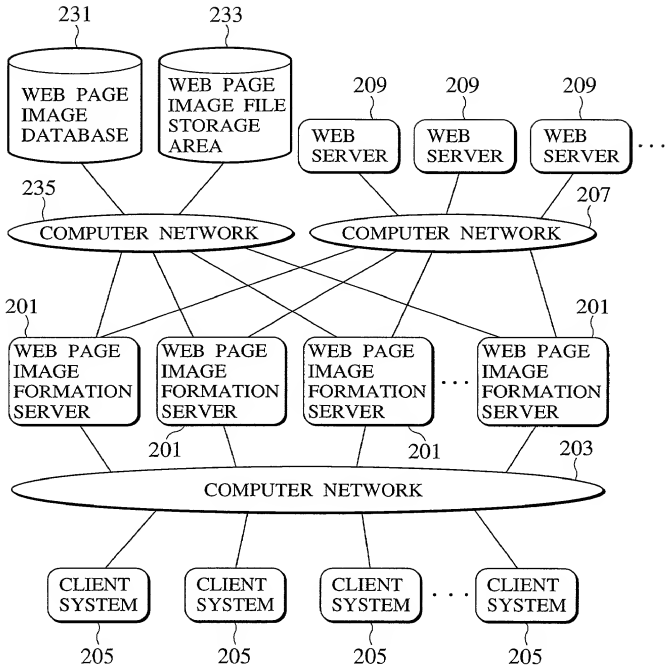 231
233
WEB PAGE
IMAGE
DATABASE
WEB PAGE
IMAGE FILE
STORAGE
AREA
209
209
209
WEB
SERVER
WEB
SERVER
WEB
SERVER
...
235
207
COMPUTER NETWORK
COMPUTER NETWORK
201
201
WEB PAGE
IMAGE
FORMATION
SERVER
WEB PAGE
IMAGE
FORMATION
SERVER
WEB PAGE
IMAGE
FORMATION
SERVER
...
WEB PAGE
IMAGE
FORMATION
SERVER
201
201
203
COMPUTER NETWORK
CLIENT
SYSTEM
CLIENT
SYSTEM
CLIENT
SYSTEM
...
CLIENT
SYSTEM
205
205
205
205